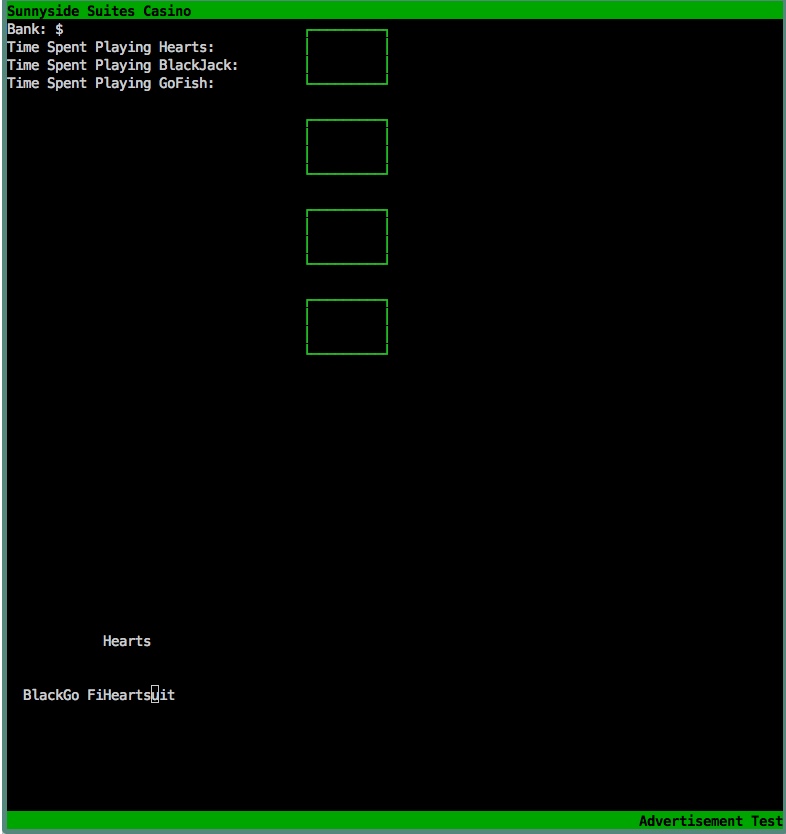 Sunnyside Suites Casino
Bank: $
Time Spent Playing Hearts:
Time Spent Playing BlackJack:
Time Spent Playing GoFish:
Hearts
BlackGo FiHeartsuit
Advertisement Test